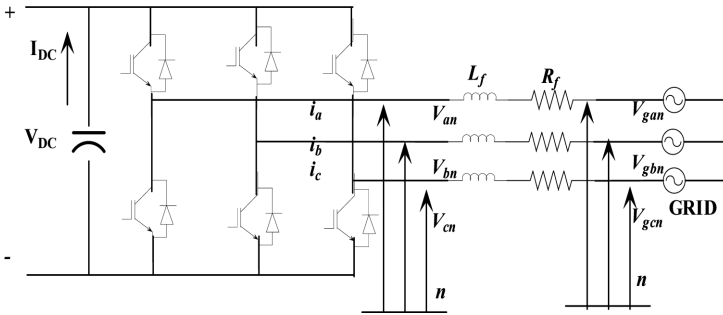 +
I_DC
V_DC
-
i_a
i_b
i_c
L_f
R_f
V_an
V_bn
V_cn
n
V_gan
V_gbn
V_gcn
GRID
n